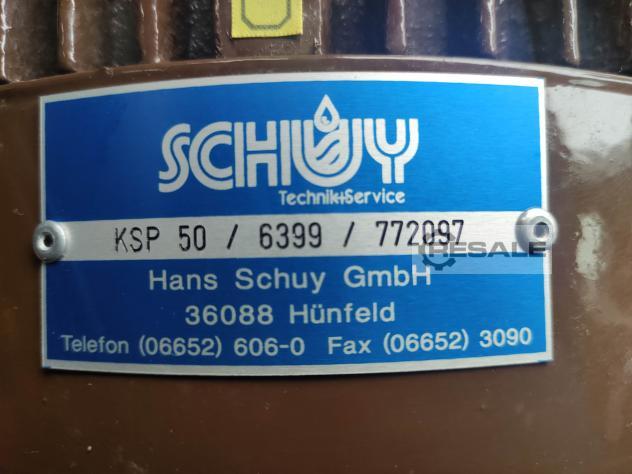 SCHUY
Technik+Service
KSP 50 / 6399 / 772097
RESALE
Hans Schuy GmbH
36088 Hünfeld
Telefon (06652) 606-0 Fax (06652) 3090